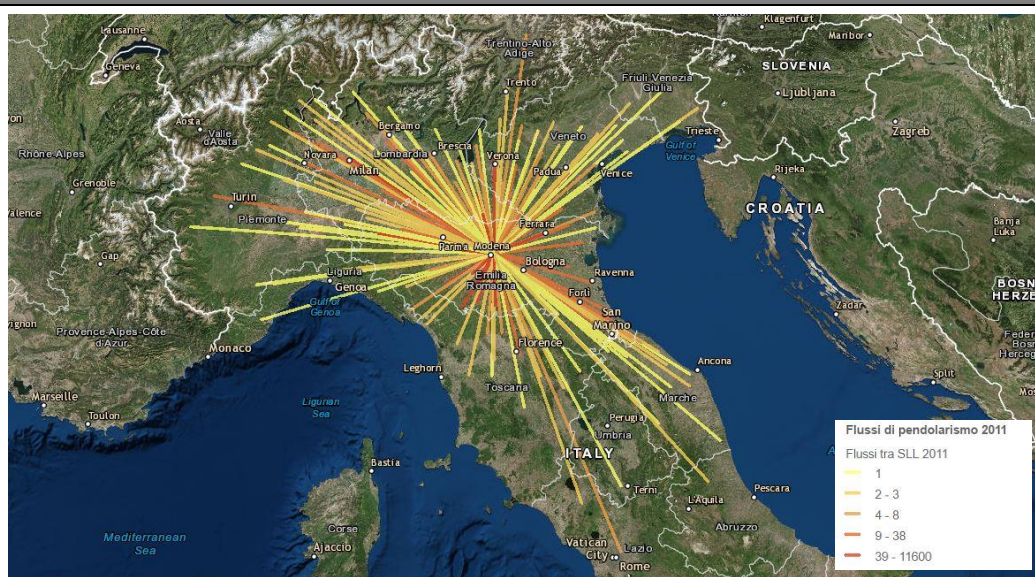 Lausanne
Geneva
Aosta
Valle
d'Aosta
Rhône-Alpes
Grenoble
Valence
Gap
Provence-Alpes-Côte
d'Azur
Marseille
Toulon
Monaco
Turin
Piemonte
Novara
Milan
Bergamo
Lombardia
Brescia
Trentino-Alto
Adige
Trento
Verona
Veneto
Padua
Venice
Friuli-Venezia
Giulia
Gulf of
Venice
Trieste
Klagenfurt
Maribor
SLOVENIA
Ljubljana
Zagreb
Rijeka
CROATIA
Banja
Luka
BOSN
HERZ
Zadar
Split
Parma
Modena
Ferrara
Bologna
Emilia
Romagna
Ravenna
Forlì
San
Marino
Liguria
Genoa
Gulf of
Genoa
Florence
Leghorn
Toscana
Ligurian
Sea
Ancona
Marche
Perugia
Umbria
ITALY
Terni
L'Aquila
Pescara
Abruzzo
Bastia
Corse
Ajaccio
Mediterranean
Sea
Vatican
City
Lazio
Rome
Flussi di pendolarismo 2011
Flussi tra SLL 2011
1
2 - 3
4 - 8
9 - 38
39 - 11600